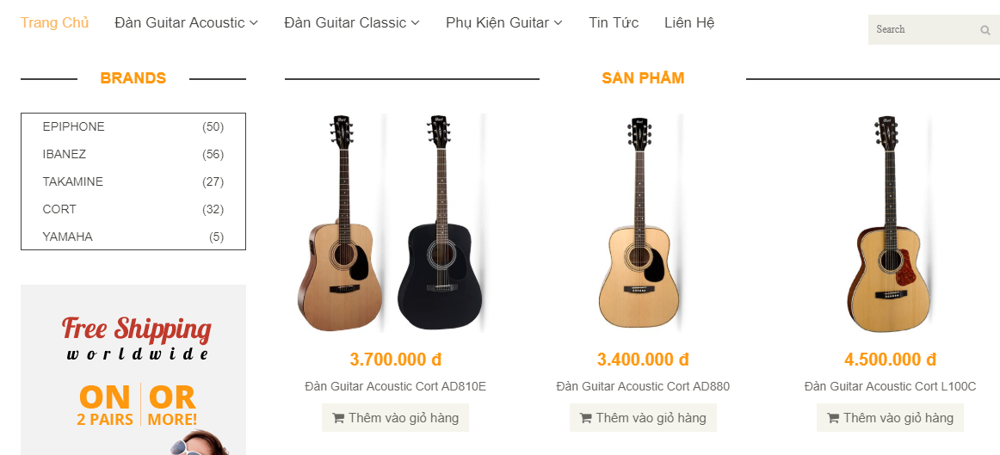 Trang Chủ Đàn Guitar Acoustic Đàn Guitar Classic Phụ Kiện Guitar Tin Tức Liên Hệ Search
BRANDS
EPIPHONE (50)
IBANEZ (56)
TAKAMINE (27)
CORT (32)
YAMAHA (5)
Free Shipping
worldwide
ON OR
2 PAIRS MORE!
SẢN PHẨM
3.700.000 đ
Đàn Guitar Acoustic Cort AD810E
Thêm vào giỏ hàng
3.400.000 đ
Đàn Guitar Acoustic Cort AD880
Thêm vào giỏ hàng
4.500.000 đ
Đàn Guitar Acoustic Cort L100C
Thêm vào giỏ hàng